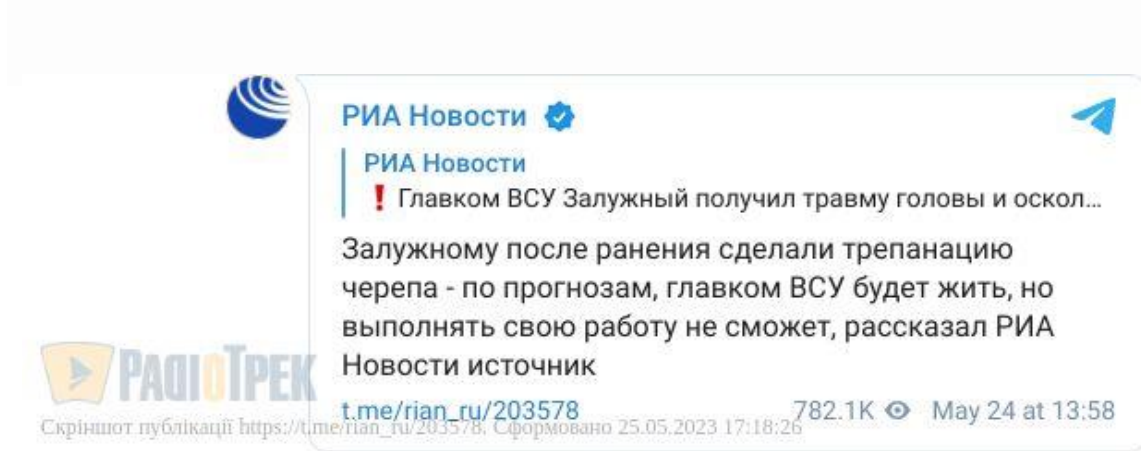 РИА Новости
РИА Новости
❗ Главком ВСУ Залужный получил травму головы и оскол...
Залужному после ранения сделали трепанацию
черепа - по прогнозам, главком ВСУ будет жить, но
выполнять свою работу не сможет, рассказал РИА
Новости источник
РАДІОТРЕК
t.me/rian_ru/203578 782.1K May 24 at 13:58
Скріншот публікації https://t.me/rian_ru/203578. Сформовано 25.05.2023 17:18:26